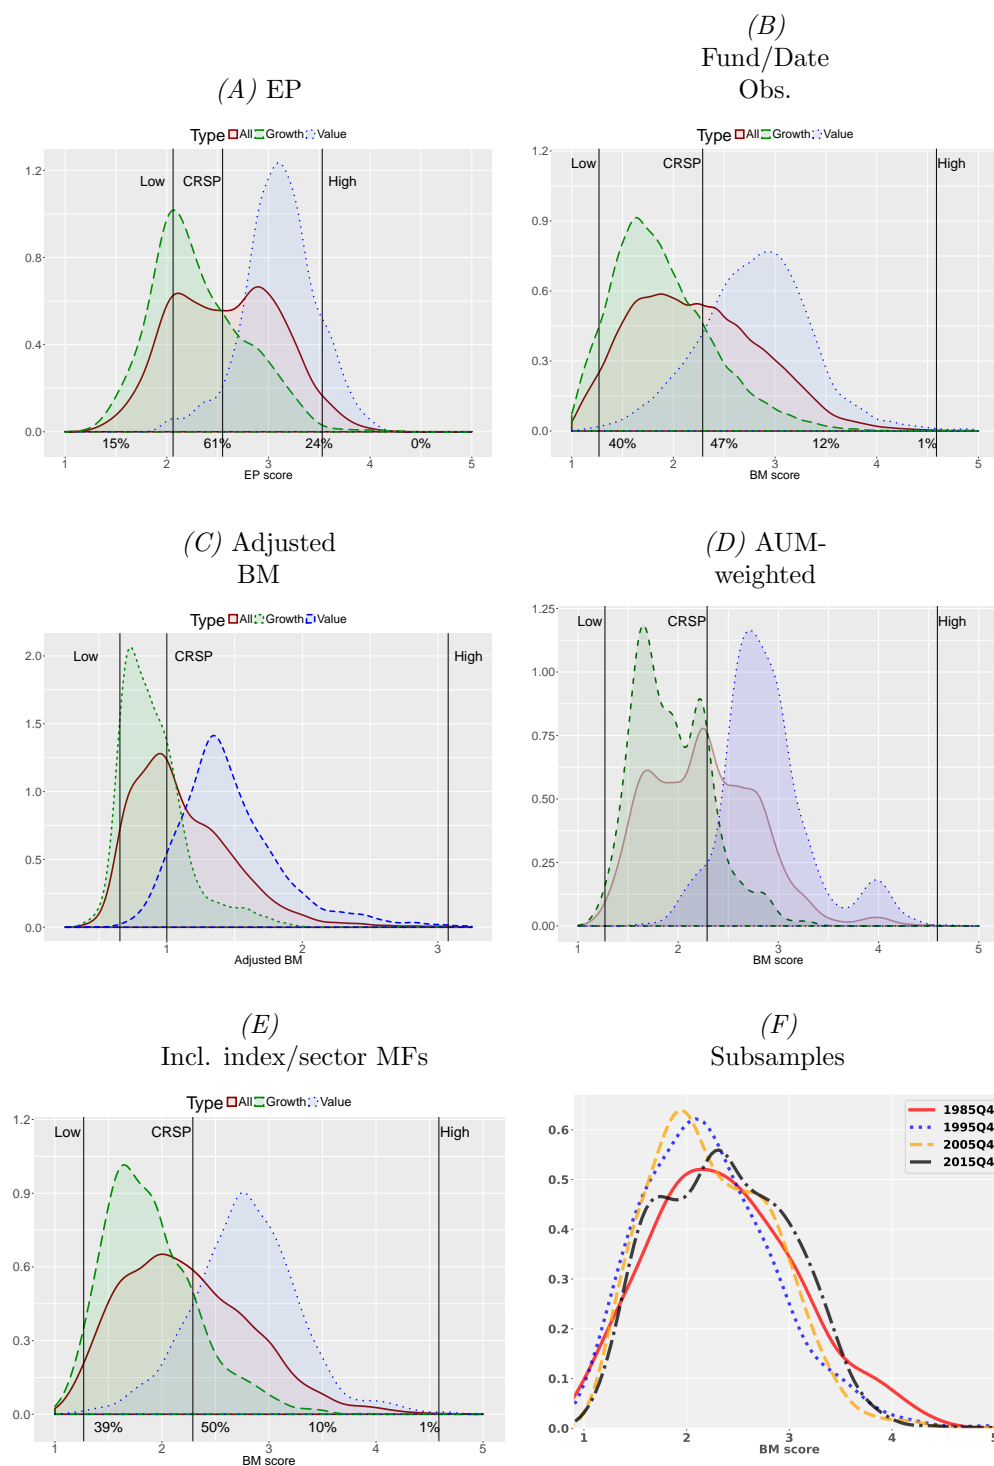 (A) EP
(B)
Fund/Date
Obs.
Type All Growth Value
Low CRSP High
1.2
0.8
0.4
0.0
15% 61% 24% 0%
1 2 3 4 5
EP score
Type All Growth Value
Low CRSP High
1.2
0.9
0.6
0.3
0.0
40% 47% 12% 1%
1 2 3 4 5
BM score
(C) Adjusted
BM
(D) AUM-
weighted
Type All Growth Value
Low CRSP High
2.0
1.5
1.0
0.5
0.0
1 2 3
Adjusted BM
Low CRSP High
1.25
1.00
0.75
0.50
0.25
0.00
1 2 3 4 5
BM score
(E)
Incl. index/sector MFs
(F)
Subsamples
Type All Growth Value
Low CRSP High
1.2
0.9
0.6
0.3
0.0
39% 50% 10% 1%
1 2 3 4 5
BM score
1985Q4
1995Q4
2005Q4
2015Q4
0.6
0.5
0.4
0.3
0.2
0.1
0.0
1 2 3 4 5
BM score